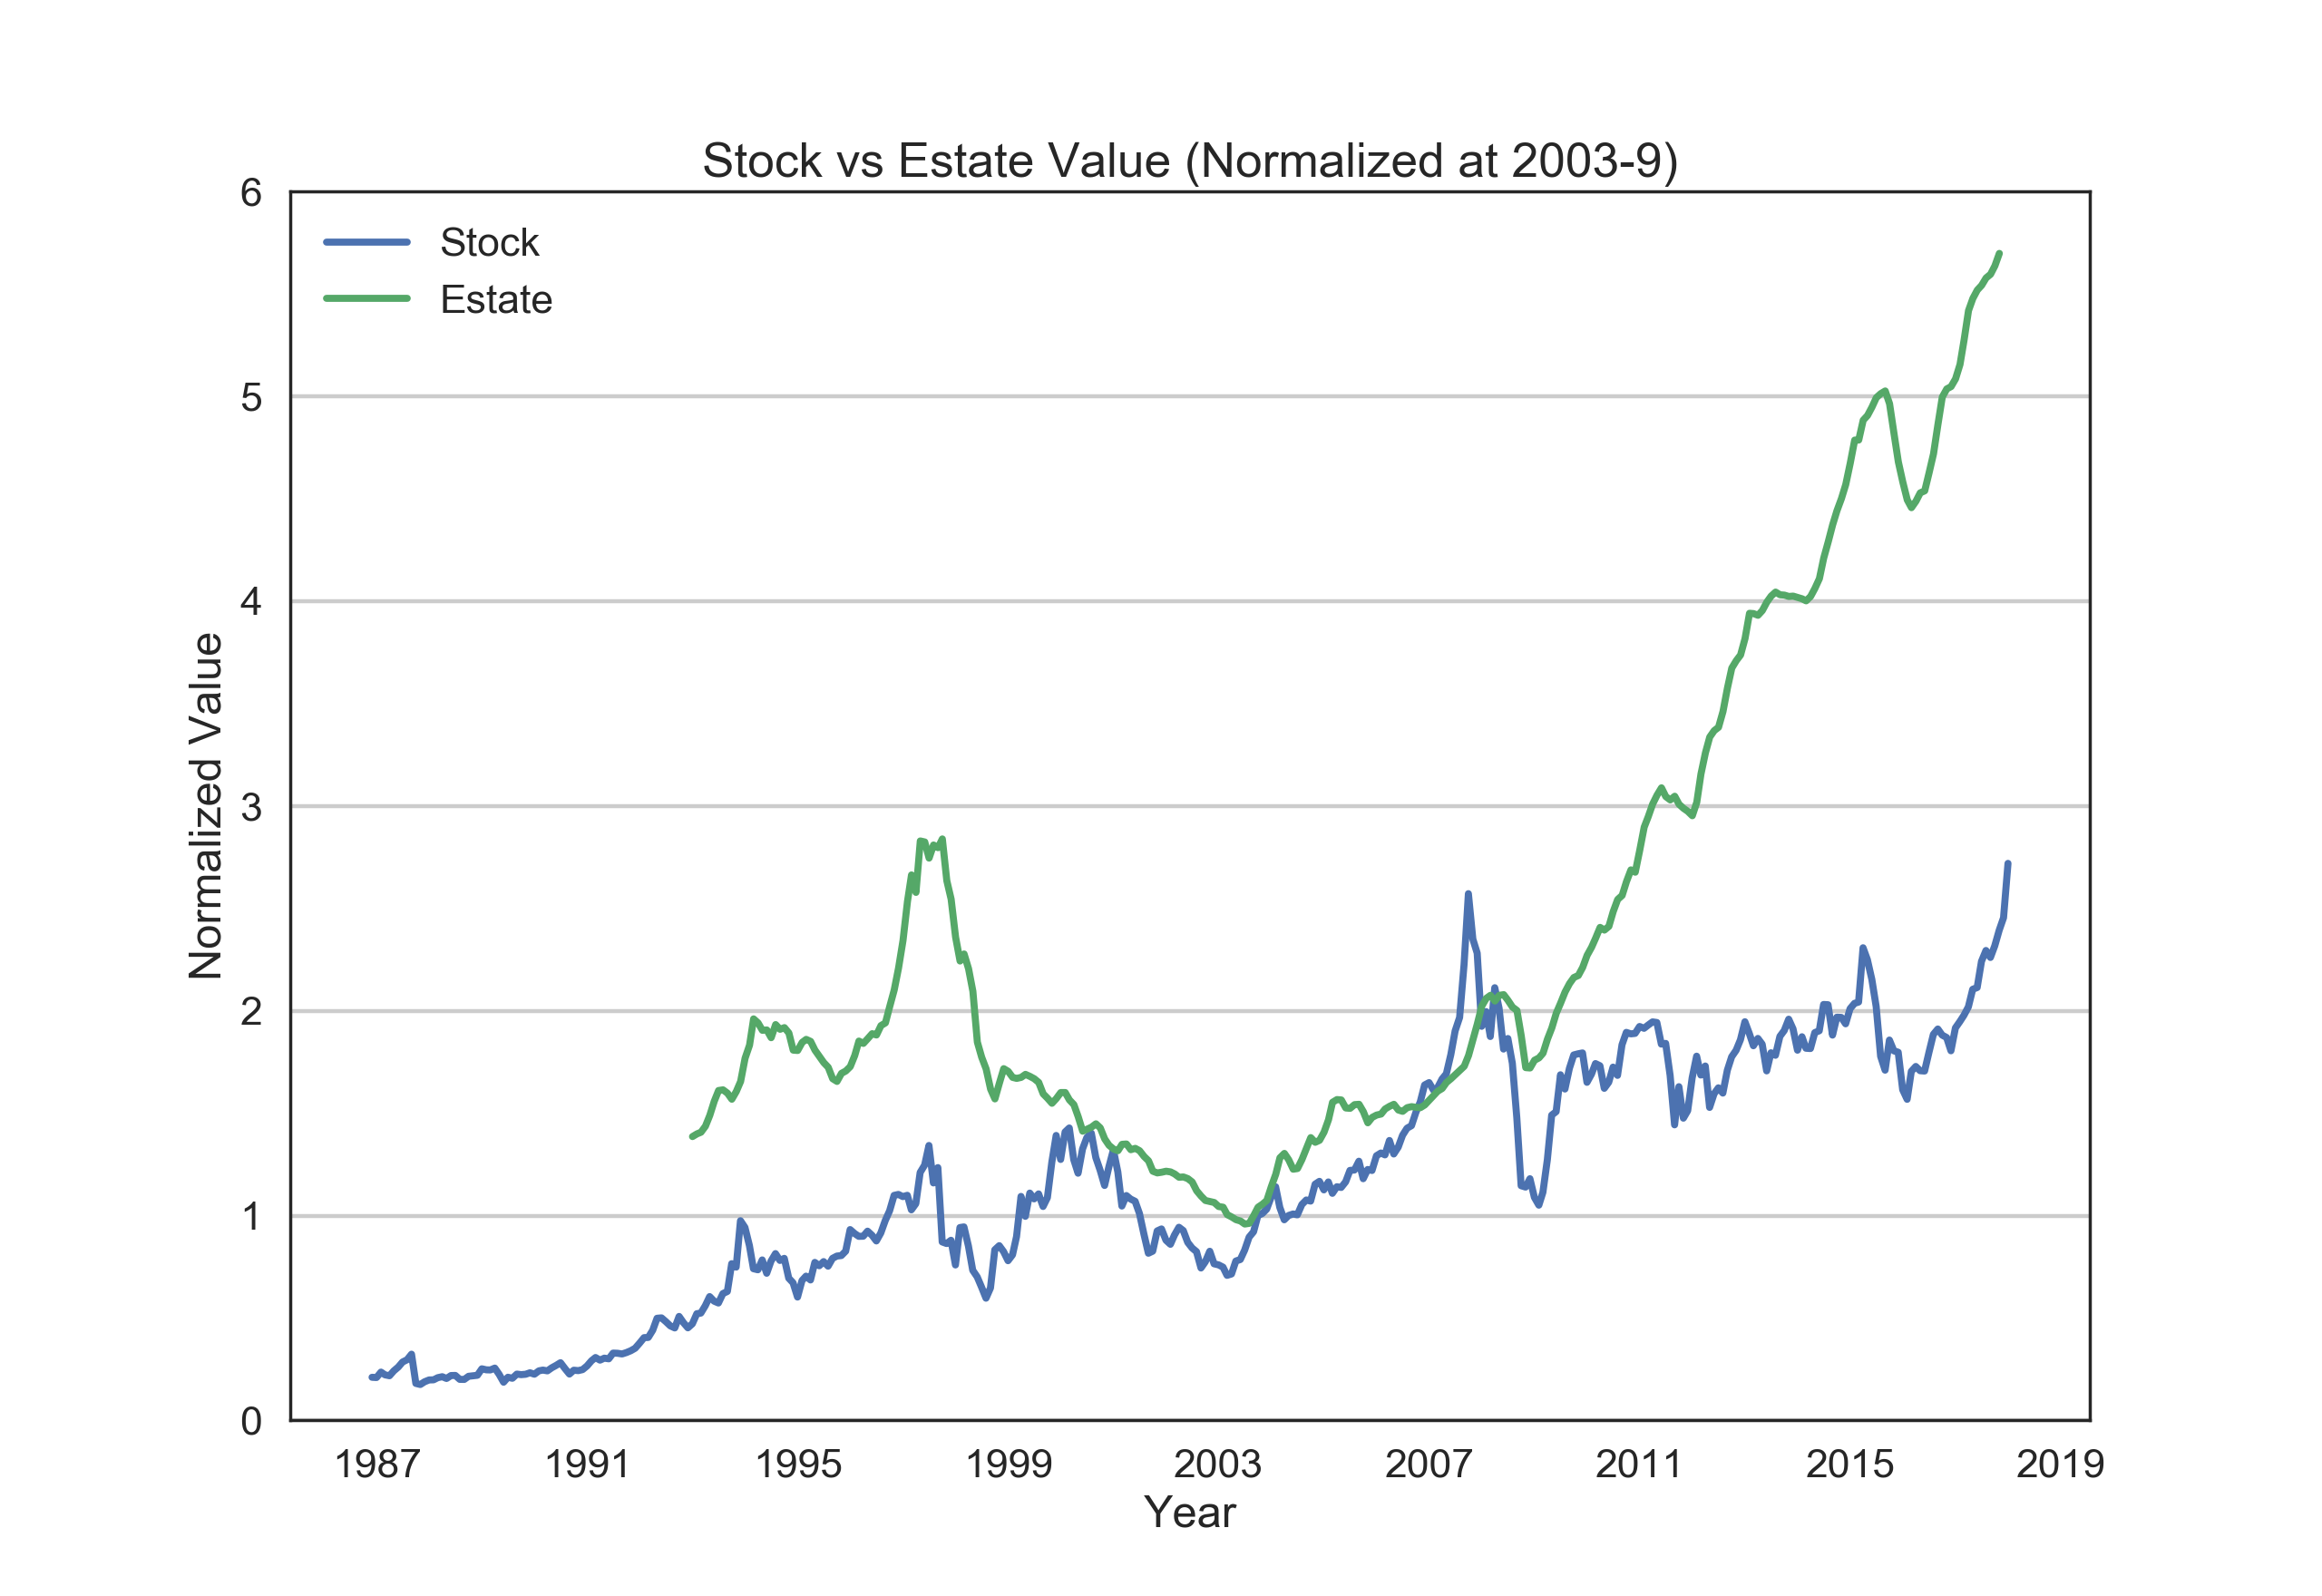 Stock vs Estate Value (Normalized at 2003-9)
Stock
Estate
6
5
4
3
2
1
0
Normalized Value
1987 1991 1995 1999 2003 2007 2011 2015 2019
Year